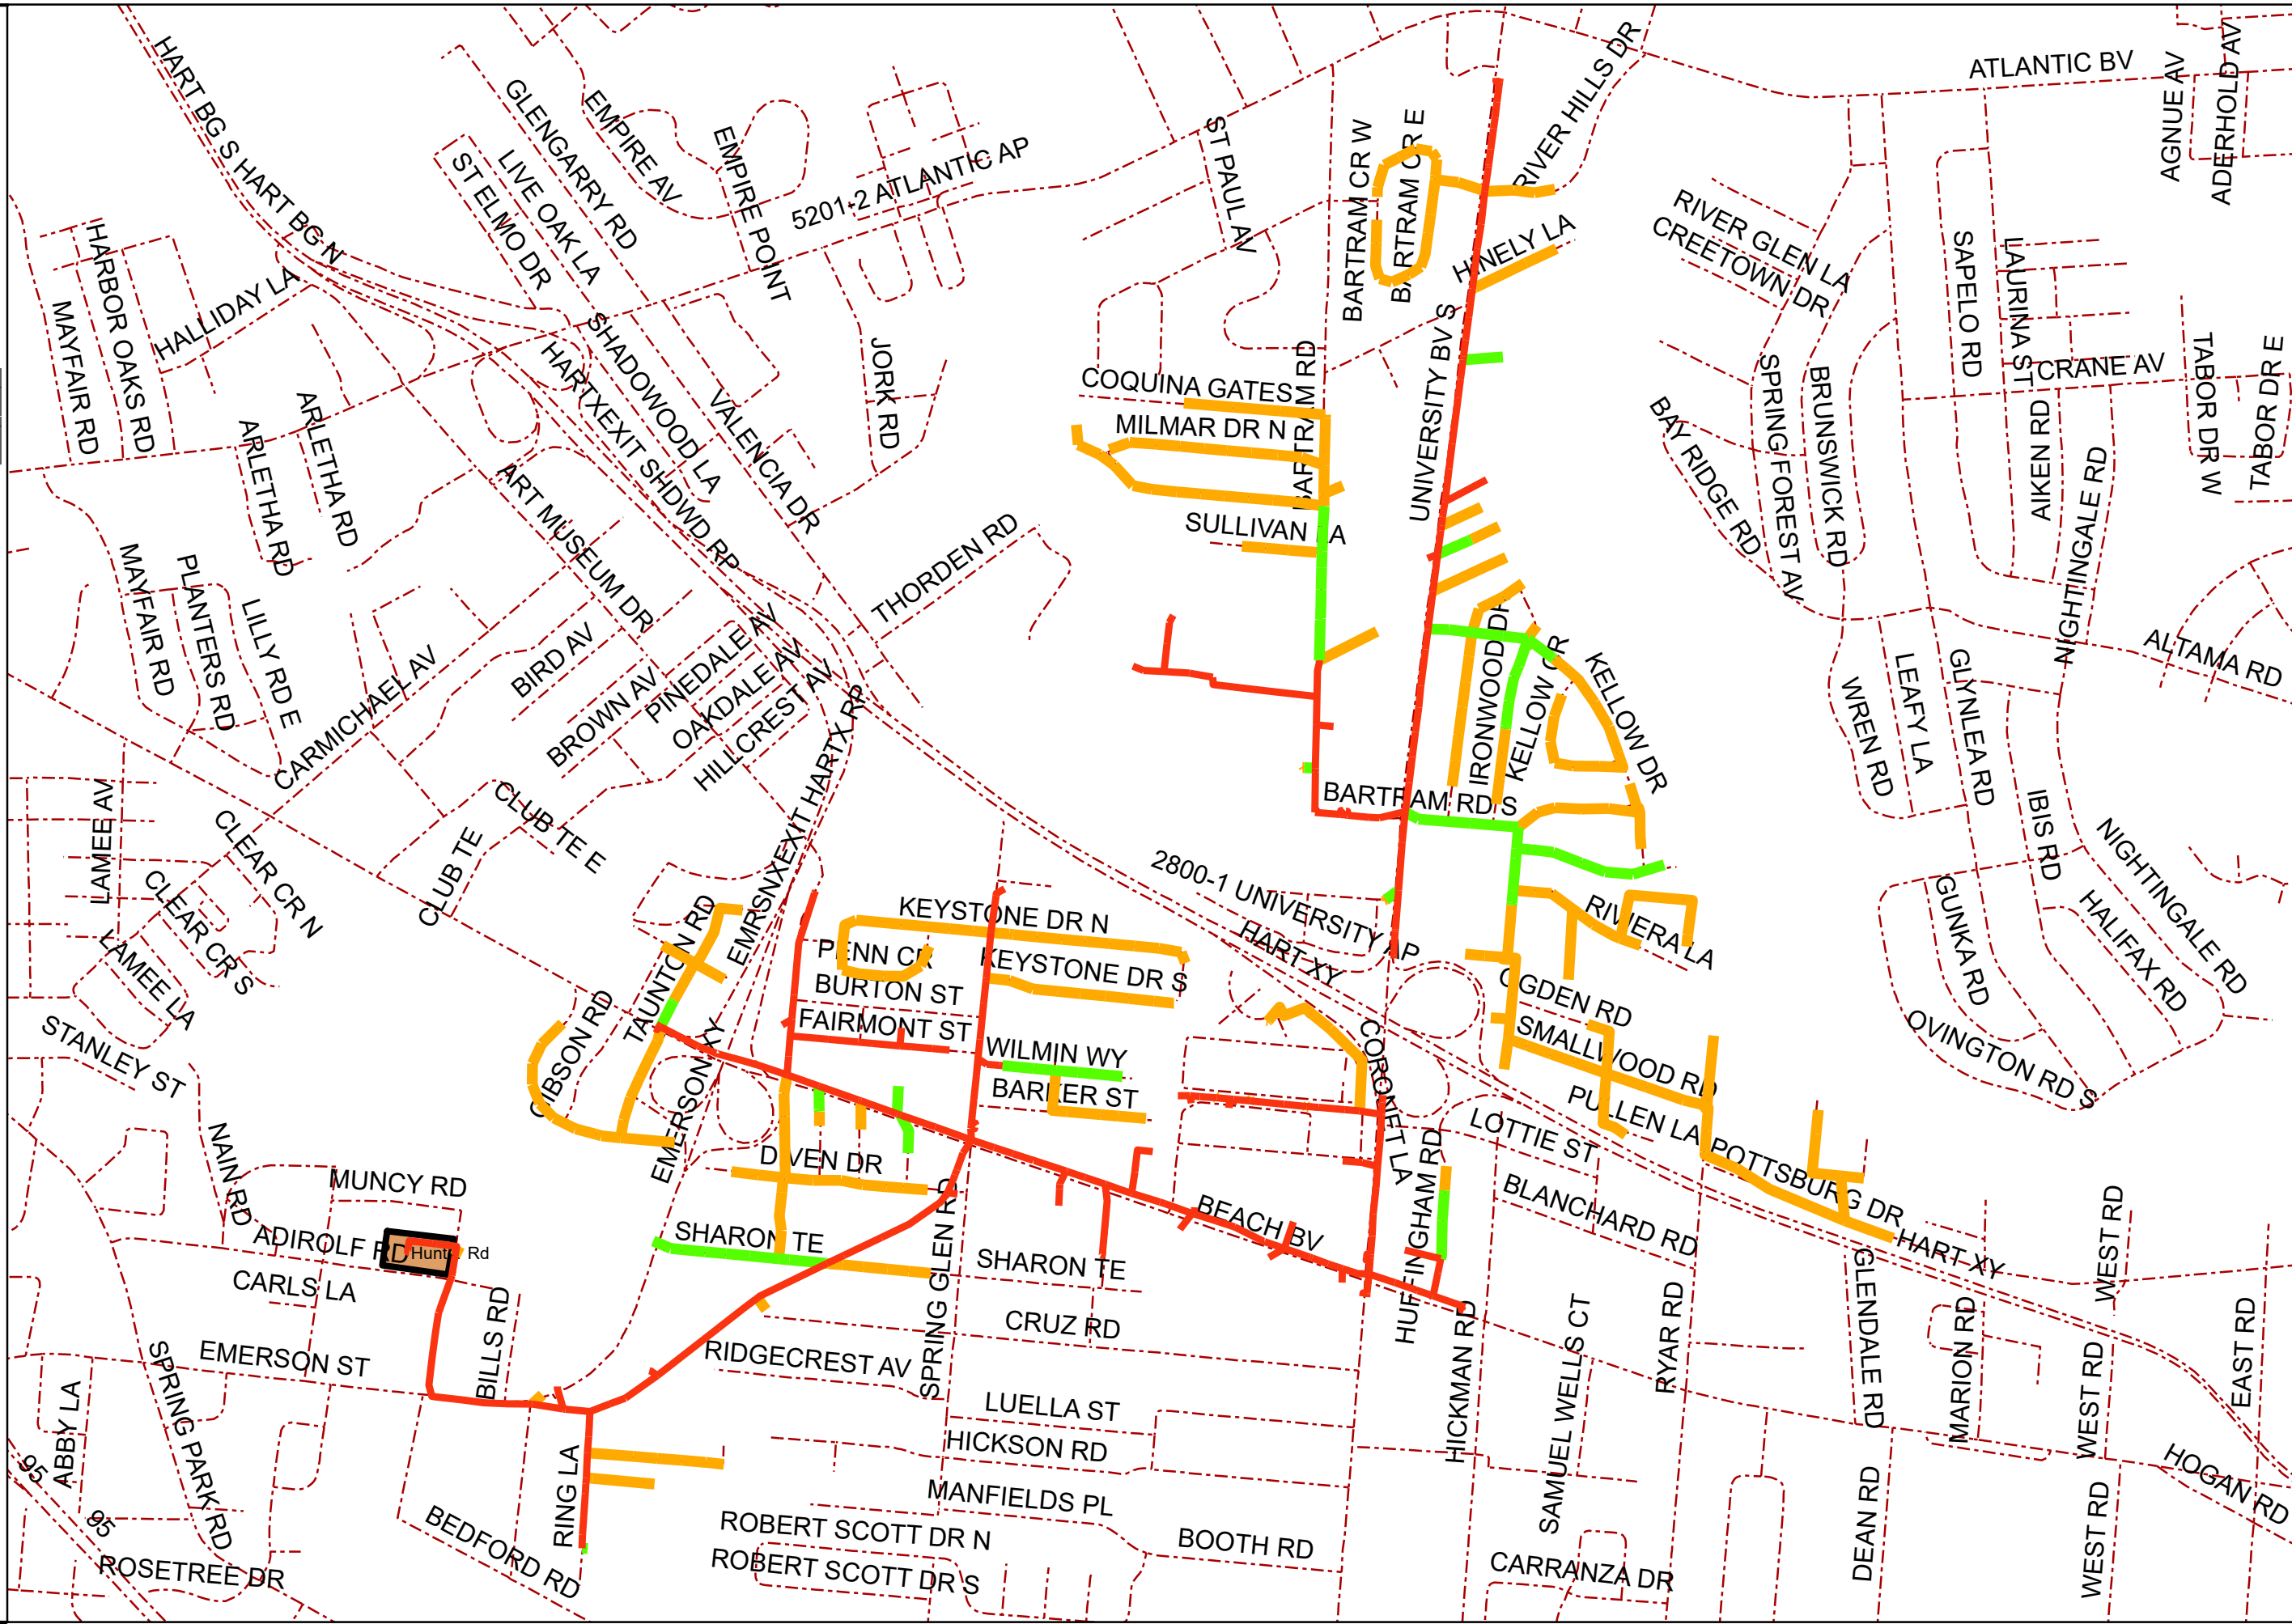 HART BG S HART BG N
GLENGARRY RD
EMPIRE AV
EMPIRE POINT
LIVE OAK LA
ST ELMO DR
5201-2 ATLANTIC AP
ST PAUL AV
BARTRAM CR W
BARTRAM CR E
RIVER HILLS DR
ATLANTIC BV
AGNUE AV
ADERHOLD AV
HARBOR OAKS RD
MAYFAIR RD
HALLIDAY LA
HINELY LA
RIVER GLEN LA
CREETOWN DR
SAPELO RD
LAURINA ST
CRANE AV
TABOR DR W
TABOR DR E
SHADOWOOD LA
HARTXEXIT SHDWD RP
VALENCIA DR
JORK RD
COQUINA GATES
MILMAR DR N
BARTRAM RD
UNIVERSITY BV S
SULLIVAN LA
BAY RIDGE RD
SPRING FOREST AV
BRUNSWICK RD
AIKEN RD
NIGHTINGALE RD
ARLETHA RD
ARLETHA RD
ART MUSEUM DR
THORDEN RD
MAYFAIR RD
PLANTERS RD
LILLY RD E
CARMICHAEL AV
BIRD AV
BROWN AV
PINEDALE AV
OAKDALE AV
HILLCREST AV
EMRSNXEXIT HARTX RP
IRONWOOD DR
KELLOW CR
KELLOW DR
WREN RD
LEAFY LA
GLYNLEA RD
ALTAMA RD
BARTRAM RD S
LAMEE AV
CLEAR CR N
CLEAR CR S
LAMEE LA
CLUB TE
CLUB TE E
2800-1 UNIVERSITY AP
HART XY
RIVIERA LA
IBIS RD
NIGHTINGALE RD
GUNKA RD
HALIFAX RD
KEYSTONE DR N
PENN CR
KEYSTONE DR S
BURTON ST
FAIRMONT ST
TAUNTON RD
GIBSON RD
EMERSON XY
WILMIN WY
BARKER ST
CORONET LA
OGDEN RD
SMALLWOOD RD
PULLEN LA
POTTSBURG DR
OVINGTON RD S
STANLEY ST
NAIN RD
MUNCY RD
ADIROLF RD
Hunter Rd
CARLS LA
DIVEN DR
SHARON TE
SPRING GLEN RD
SHARON TE
BEACH BV
HUFFINGHAM RD
LOTTIE ST
BLANCHARD RD
HART XY
WEST RD
EMERSON ST
BILLS RD
CRUZ RD
RIDGECREST AV
LUELLA ST
HICKSON RD
HICKMAN RD
SAMUEL WELLS CT
RYAR RD
GLENDALE RD
MARION RD
WEST RD
EAST RD
ABBY LA
SPRING PARK RD
95
95
ROSETREE DR
BEDFORD RD
RING LA
MANFIELDS PL
ROBERT SCOTT DR N
ROBERT SCOTT DR S
BOOTH RD
CARRANZA DR
DEAN RD
WEST RD
HOGAN RD